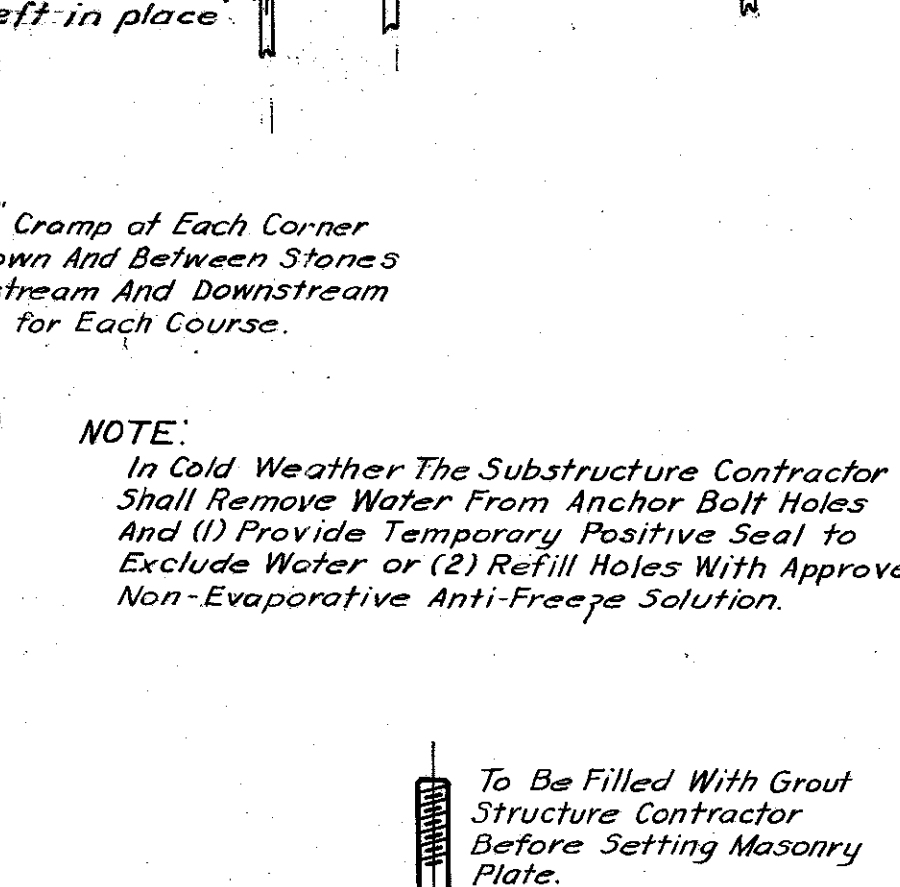 eft in place
" Cramp at Each Corner
own And Between Stones
stream And Downstream
for Each Course.
NOTE:
In Cold Weather The Substructure Contractor
Shall Remove Water From Anchor Bolt Holes
And (1) Provide Temporary Positive Seal to
Exclude Water or (2) Refill Holes With Approve
Non-Evaporative Anti-Freeze Solution.
To Be Filled With Grout
Structure Contractor
Before Setting Masonry
Plate.